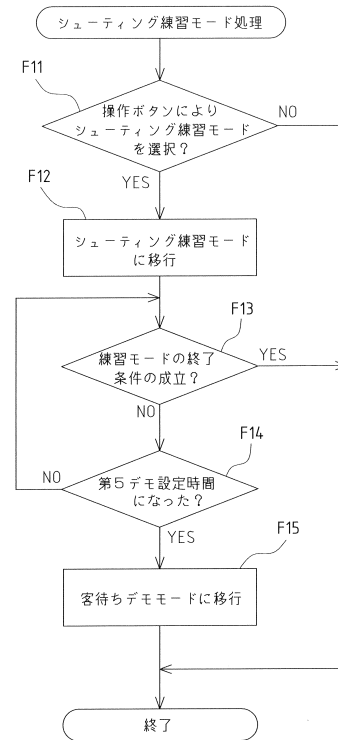 シューティング練習モード処理
F11
操作ボタンにより
シューティング練習モード
を選択？
NO
YES
F12
シューティング練習モード
に移行
F13
練習モードの終了
条件の成立？
YES
NO
F14
第5デモ設定時間
になった？
NO
YES
F15
客待ちデモモードに移行
終了